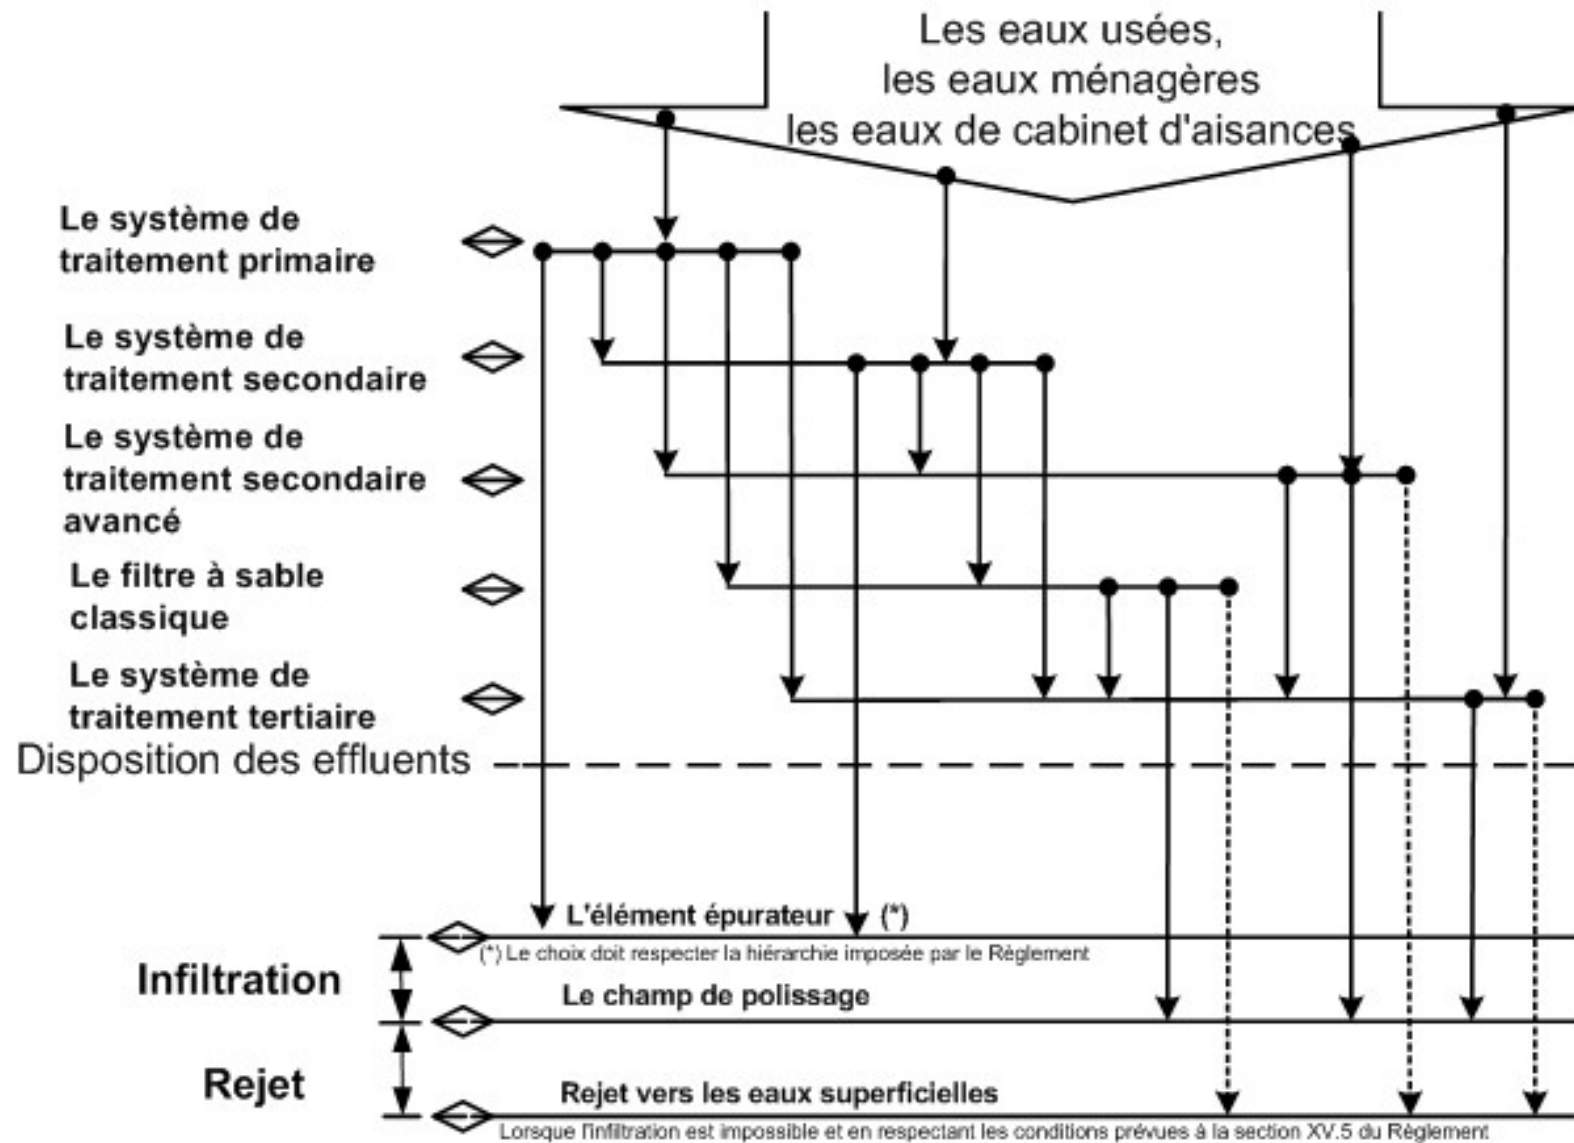 Les eaux usées,
les eaux ménagères
les eaux de cabinet d'aisances
Le système de
traitement primaire
Le système de
traitement secondaire
Le système de
traitement secondaire
avancé
Le filtre à sable
classique
Le système de
traitement tertiaire
Disposition des effluents
L'élément épurateur (*)
(*) Le choix doit respecter la hiérarchie imposée par le Règlement
Infiltration
Le champ de polissage
Rejet
Rejet vers les eaux superficielles
Lorsque l'infiltration est impossible et en respectant les conditions prévues à la section XV.5 du Règlement